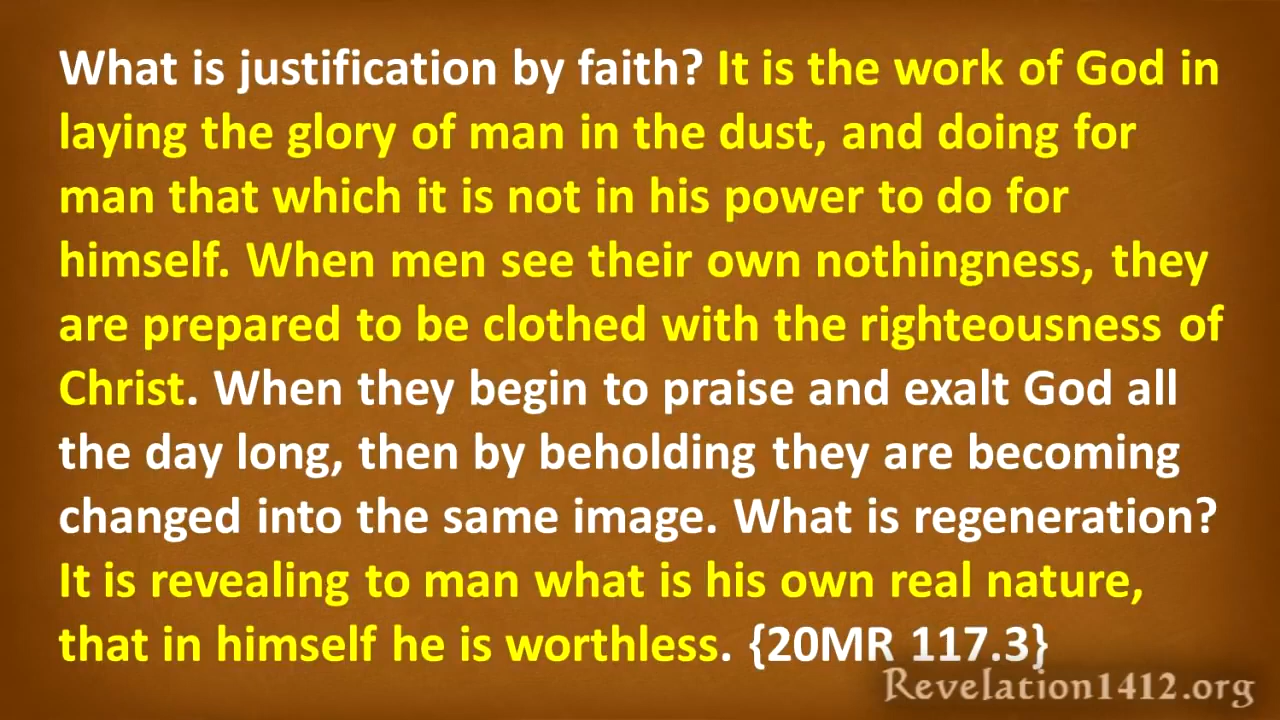 What is justification by faith? It is the work of God in
laying the glory of man in the dust, and doing for
man that which it is not in his power to do for
himself. When men see their own nothingness, they
are prepared to be clothed with the righteousness of
Christ. When they begin to praise and exalt God all
the day long, then by beholding they are becoming
changed into the same image. What is regeneration?
It is revealing to man what is his own real nature,
that in himself he is worthless. {20MR 117.3}
Revelation1412.org